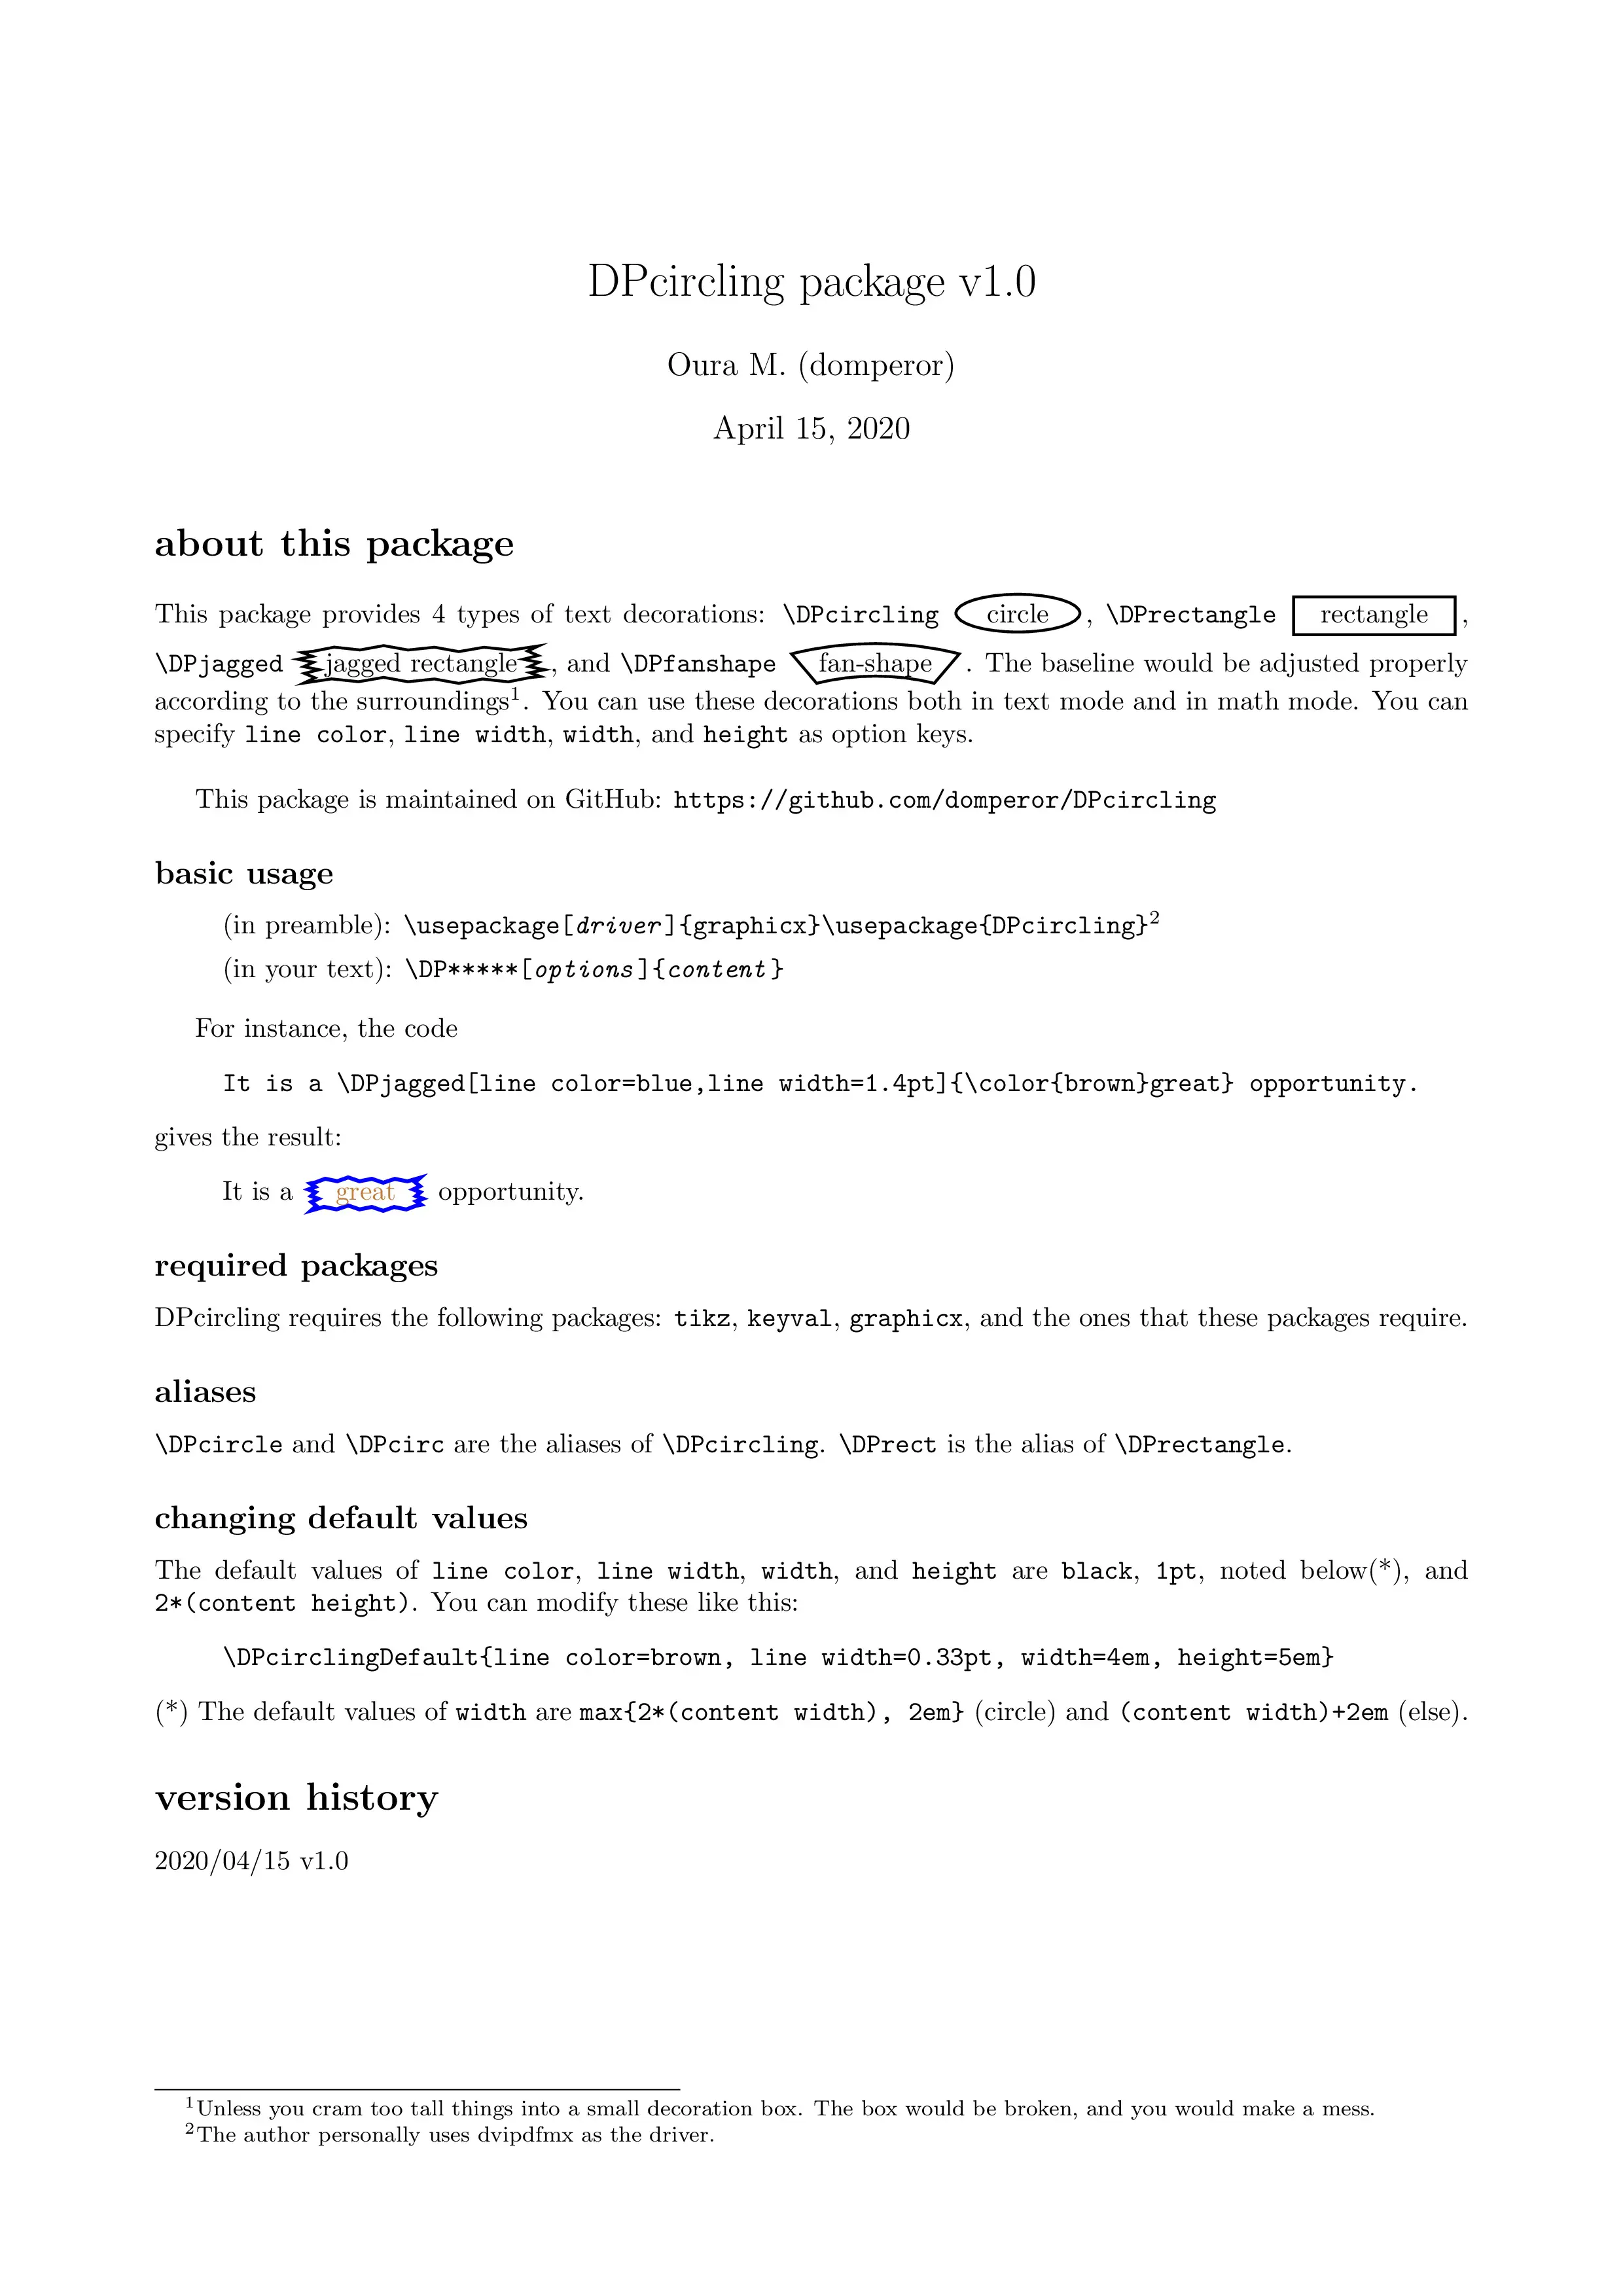 DPcircling package v1.0
Oura M. (domperor)
April 15, 2020
about this package
This package provides 4 types of text decorations: \DPcircling circle , \DPrectangle rectangle ,
\DPjagged jagged rectangle , and \DPfanshape fan-shape . The baseline would be adjusted properly
according to the surroundings1. You can use these decorations both in text mode and in math mode. You can
specify line color, line width, width, and height as option keys.
This package is maintained on GitHub: https://github.com/domperor/DPcircling
basic usage
(in preamble): \usepackage[driver]{graphicx}\usepackage{DPcircling}2
(in your text): \DP*****[options]{content}
For instance, the code
It is a \DPjagged[line color=blue,line width=1.4pt]{\color{brown}great} opportunity.
gives the result:
It is a great opportunity.
required packages
DPcircling requires the following packages: tikz, keyval, graphicx, and the ones that these packages require.
aliases
\DPcircle and \DPcirc are the aliases of \DPcircling. \DPrect is the alias of \DPrectangle.
changing default values
The default values of line color, line width, width, and height are black, 1pt, noted below(*), and
2*(content height). You can modify these like this:
\DPcirclingDefault{line color=brown, line width=0.33pt, width=4em, height=5em}
(*) The default values of width are max{2*(content width), 2em} (circle) and (content width)+2em (else).
version history
2020/04/15 v1.0
1Unless you cram too tall things into a small decoration box. The box would be broken, and you would make a mess.
2The author personally uses dvipdfmx as the driver.